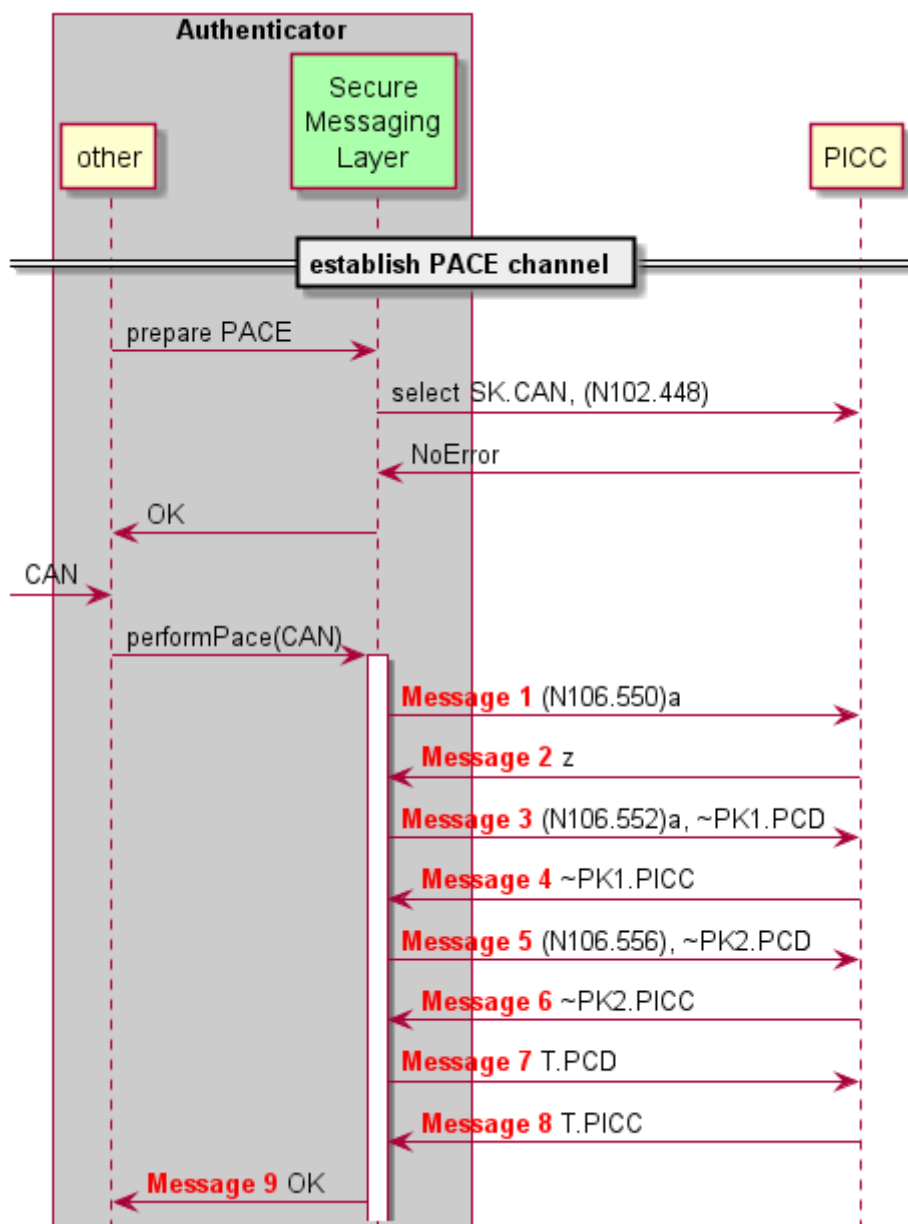 Authenticator
other
Secure
Messaging
Layer
PICC
establish PACE channel
prepare PACE
select SK.CAN, (N102.448)
NoError
OK
CAN
performPace(CAN)
Message 1 (N106.550)a
Message 2 z
Message 3 (N106.552)a, ~PK1.PCD
Message 4 ~PK1.PICC
Message 5 (N106.556), ~PK2.PCD
Message 6 ~PK2.PICC
Message 7 T.PCD
Message 8 T.PICC
Message 9 OK